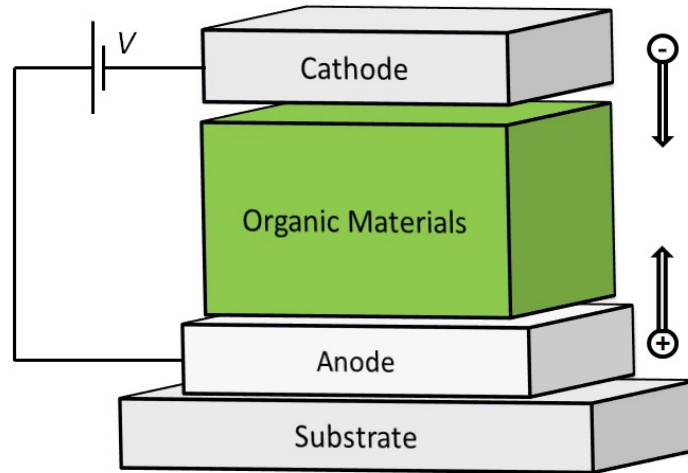 V
Cathode
-
Organic Materials
+
Anode
Substrate